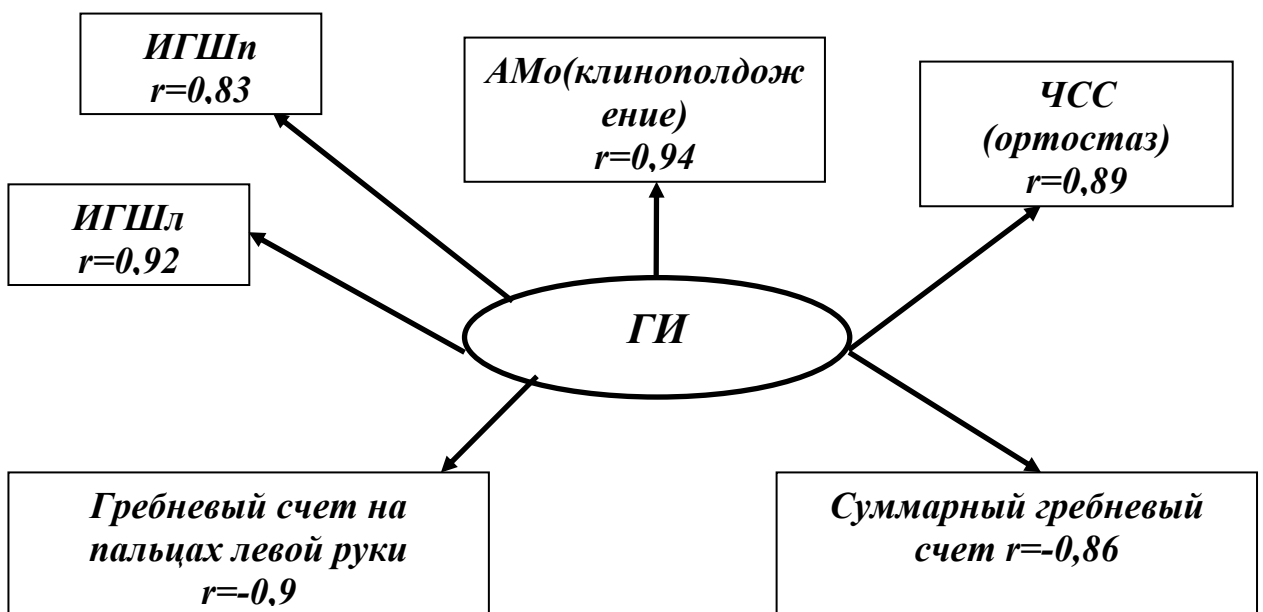 ИГШп
r=0,83
АМо(клинополдож
ение)
r=0,94
ЧСС
(ортостаз)
r=0,89
ИГШл
r=0,92
ГИ
Гребневый счет на
пальцах левой руки
r=-0,9
Суммарный гребневый
счет r=-0,86